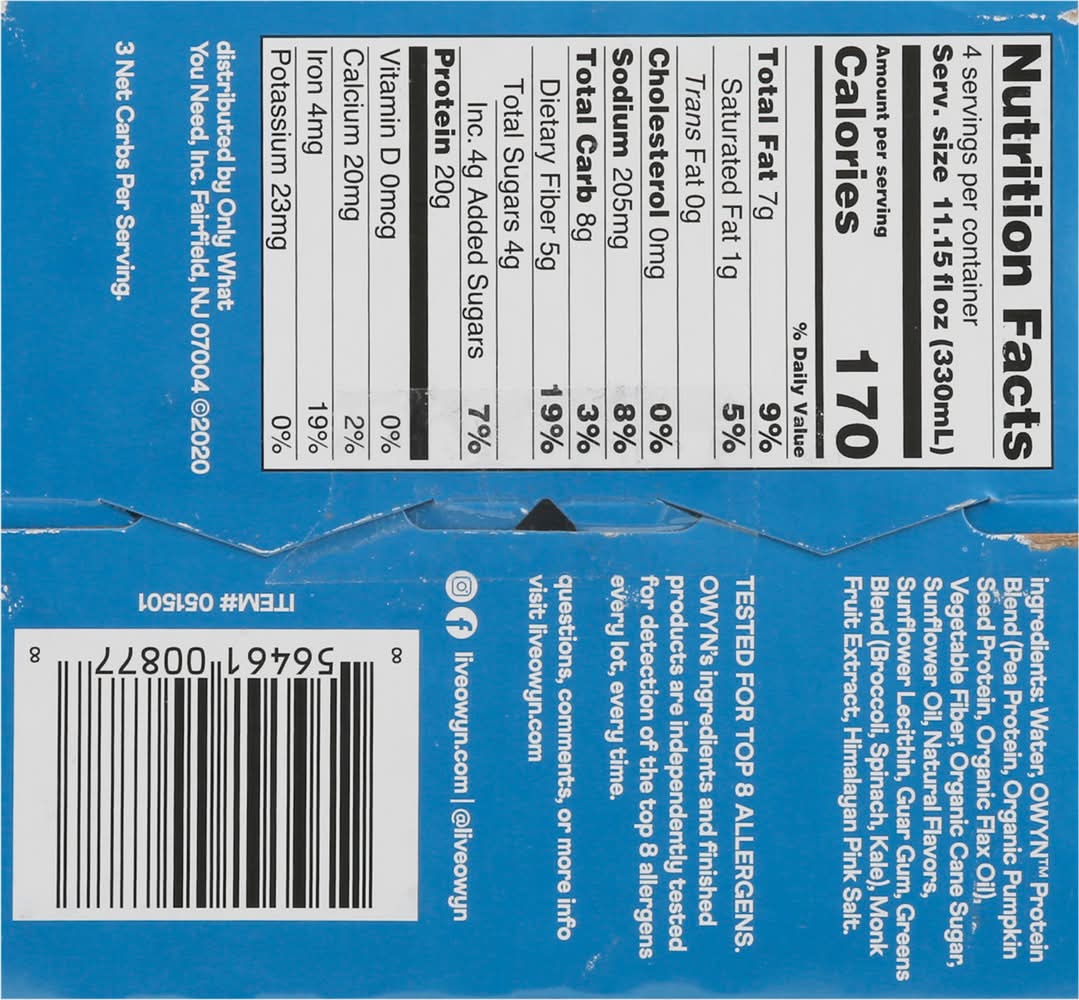 Nutrition Facts
4 servings per container
Serv. size 11.15 fl oz (330mL)
Amount per serving
Calories 170
% Daily Value
Total Fat 7g 9%
Saturated Fat 1g 5%
Trans Fat 0g
Cholesterol 0mg 0%
Sodium 205mg 8%
Total Carb 8g 3%
Dietary Fiber 5g 19%
Total Sugars 4g
Inc. 4g Added Sugars 7%
Protein 20g
Vitamin D 0mcg 0%
Calcium 20mg 2%
Iron 4mg 19%
Potassium 23mg 0%
distributed by Only What
You Need, Inc. Fairfield, NJ 07004 ©2020
3 Net Carbs Per Serving.
ingredients: Water, OWYN™ Protein
Blend (Pea Protein, Organic Pumpkin
Seed Protein, Organic Flax Oil),
Vegetable Fiber, Organic Cane Sugar,
Sunflower Oil, Natural Flavors,
Sunflower Lecithin, Guar Gum, Greens
Blend (Broccoli, Spinach, Kale), Monk
Fruit Extract, Himalayan Pink Salt.
TESTED FOR TOP 8 ALLERGENS.
OWYN's ingredients and finished
products are independently tested
for detection of the top 8 allergens
every lot, every time.
questions, comments, or more info
visit liveowyn.com
liveowyn.com | @liveowyn
ITEM# 051501
8 56461 00877 8